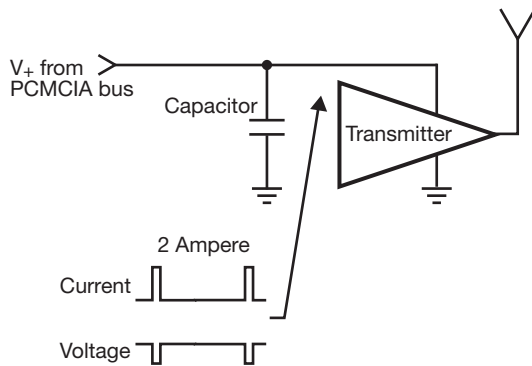 V+ from
PCMCIA bus
Capacitor
Transmitter
2 Ampere
Current
Voltage